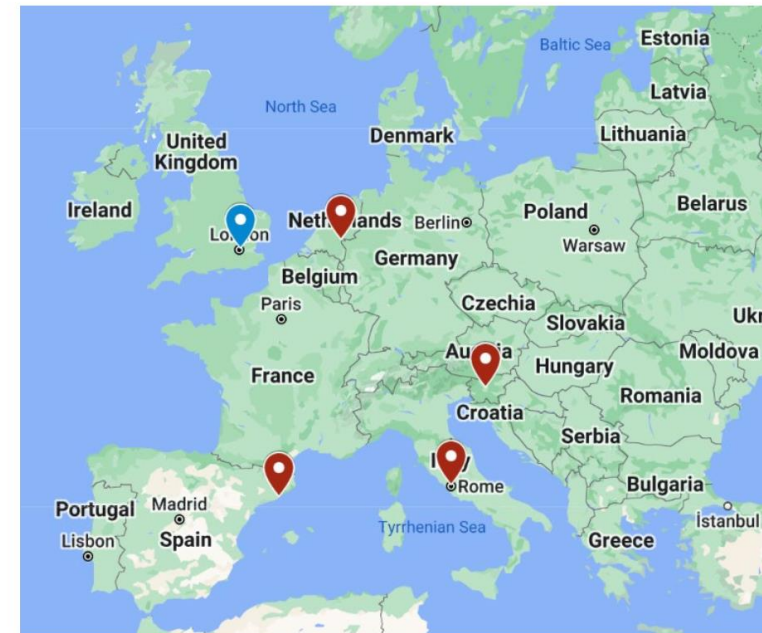 Baltic Sea
Estonia
North Sea
Latvia
United
Kingdom
Denmark
Lithuania
Ireland
Belarus
Poland
Berlin
Warsaw
Germany
Belgium
Paris
Czechia
Slovakia
Moldova
France
Hungary
Romania
Croatia
Serbia
Rome
Bulgaria
Portugal
Madrid
İstanbul
Tyrrhenian Sea
Lisbon
Spain
Greece